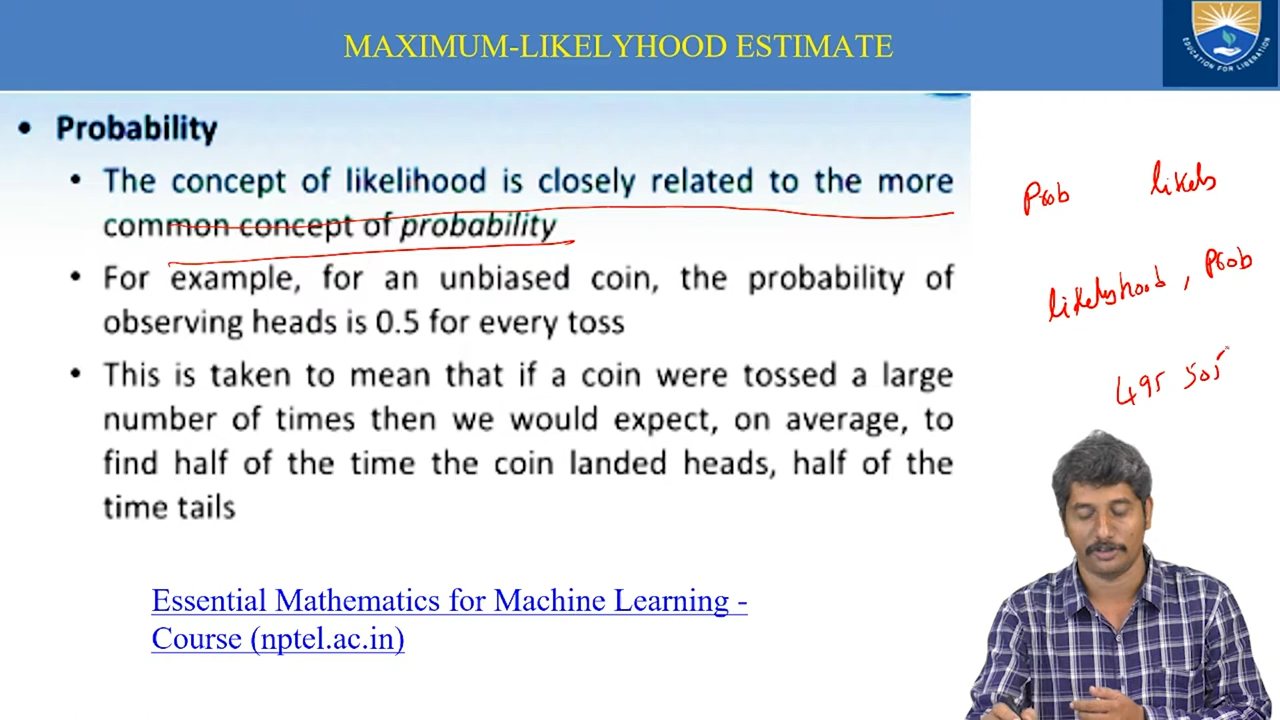 MAXIMUM-LIKELYHOOD ESTIMATE
EDUCATION FOR LIBERATION
• Probability
• The concept of likelihood is closely related to the more
common concept of probability
• For example, for an unbiased coin, the probability of
observing heads is 0.5 for every toss
• This is taken to mean that if a coin were tossed a large
number of times then we would expect, on average, to
find half of the time the coin landed heads, half of the
time tails
Essential Mathematics for Machine Learning -
Course (nptel.ac.in)
Prob
likelyhood, Prob
495 505